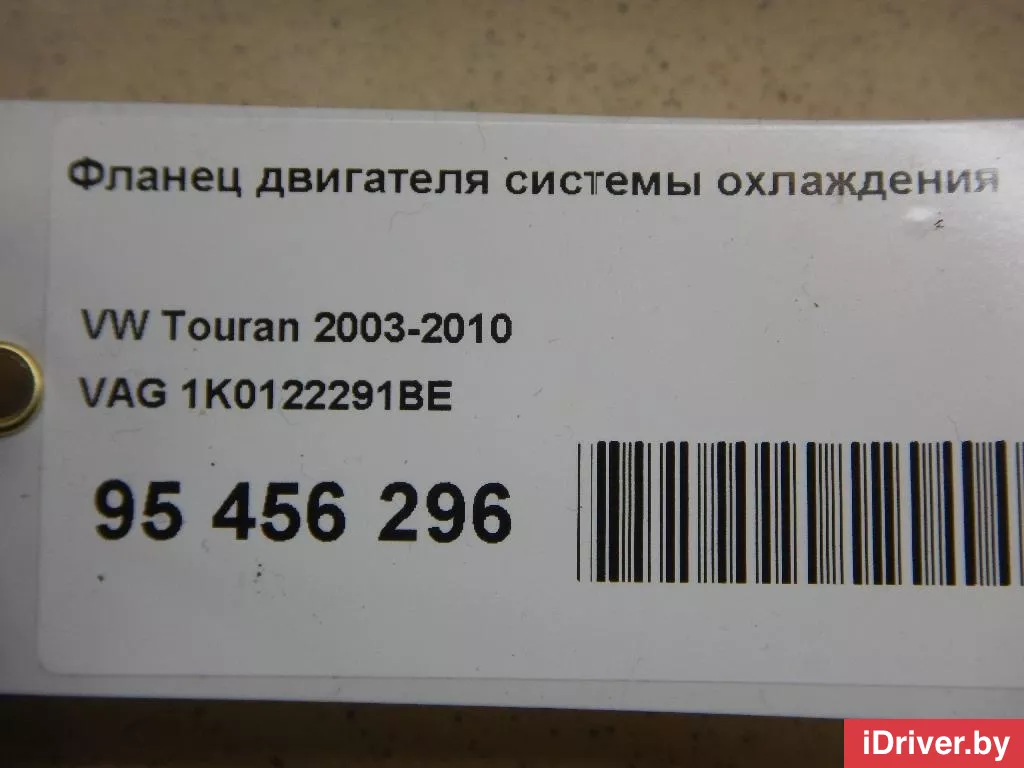 Фланец двигателя системы охлаждения
VW Touran 2003-2010
VAG 1K0122291BE
95 456 296
iDriver.by